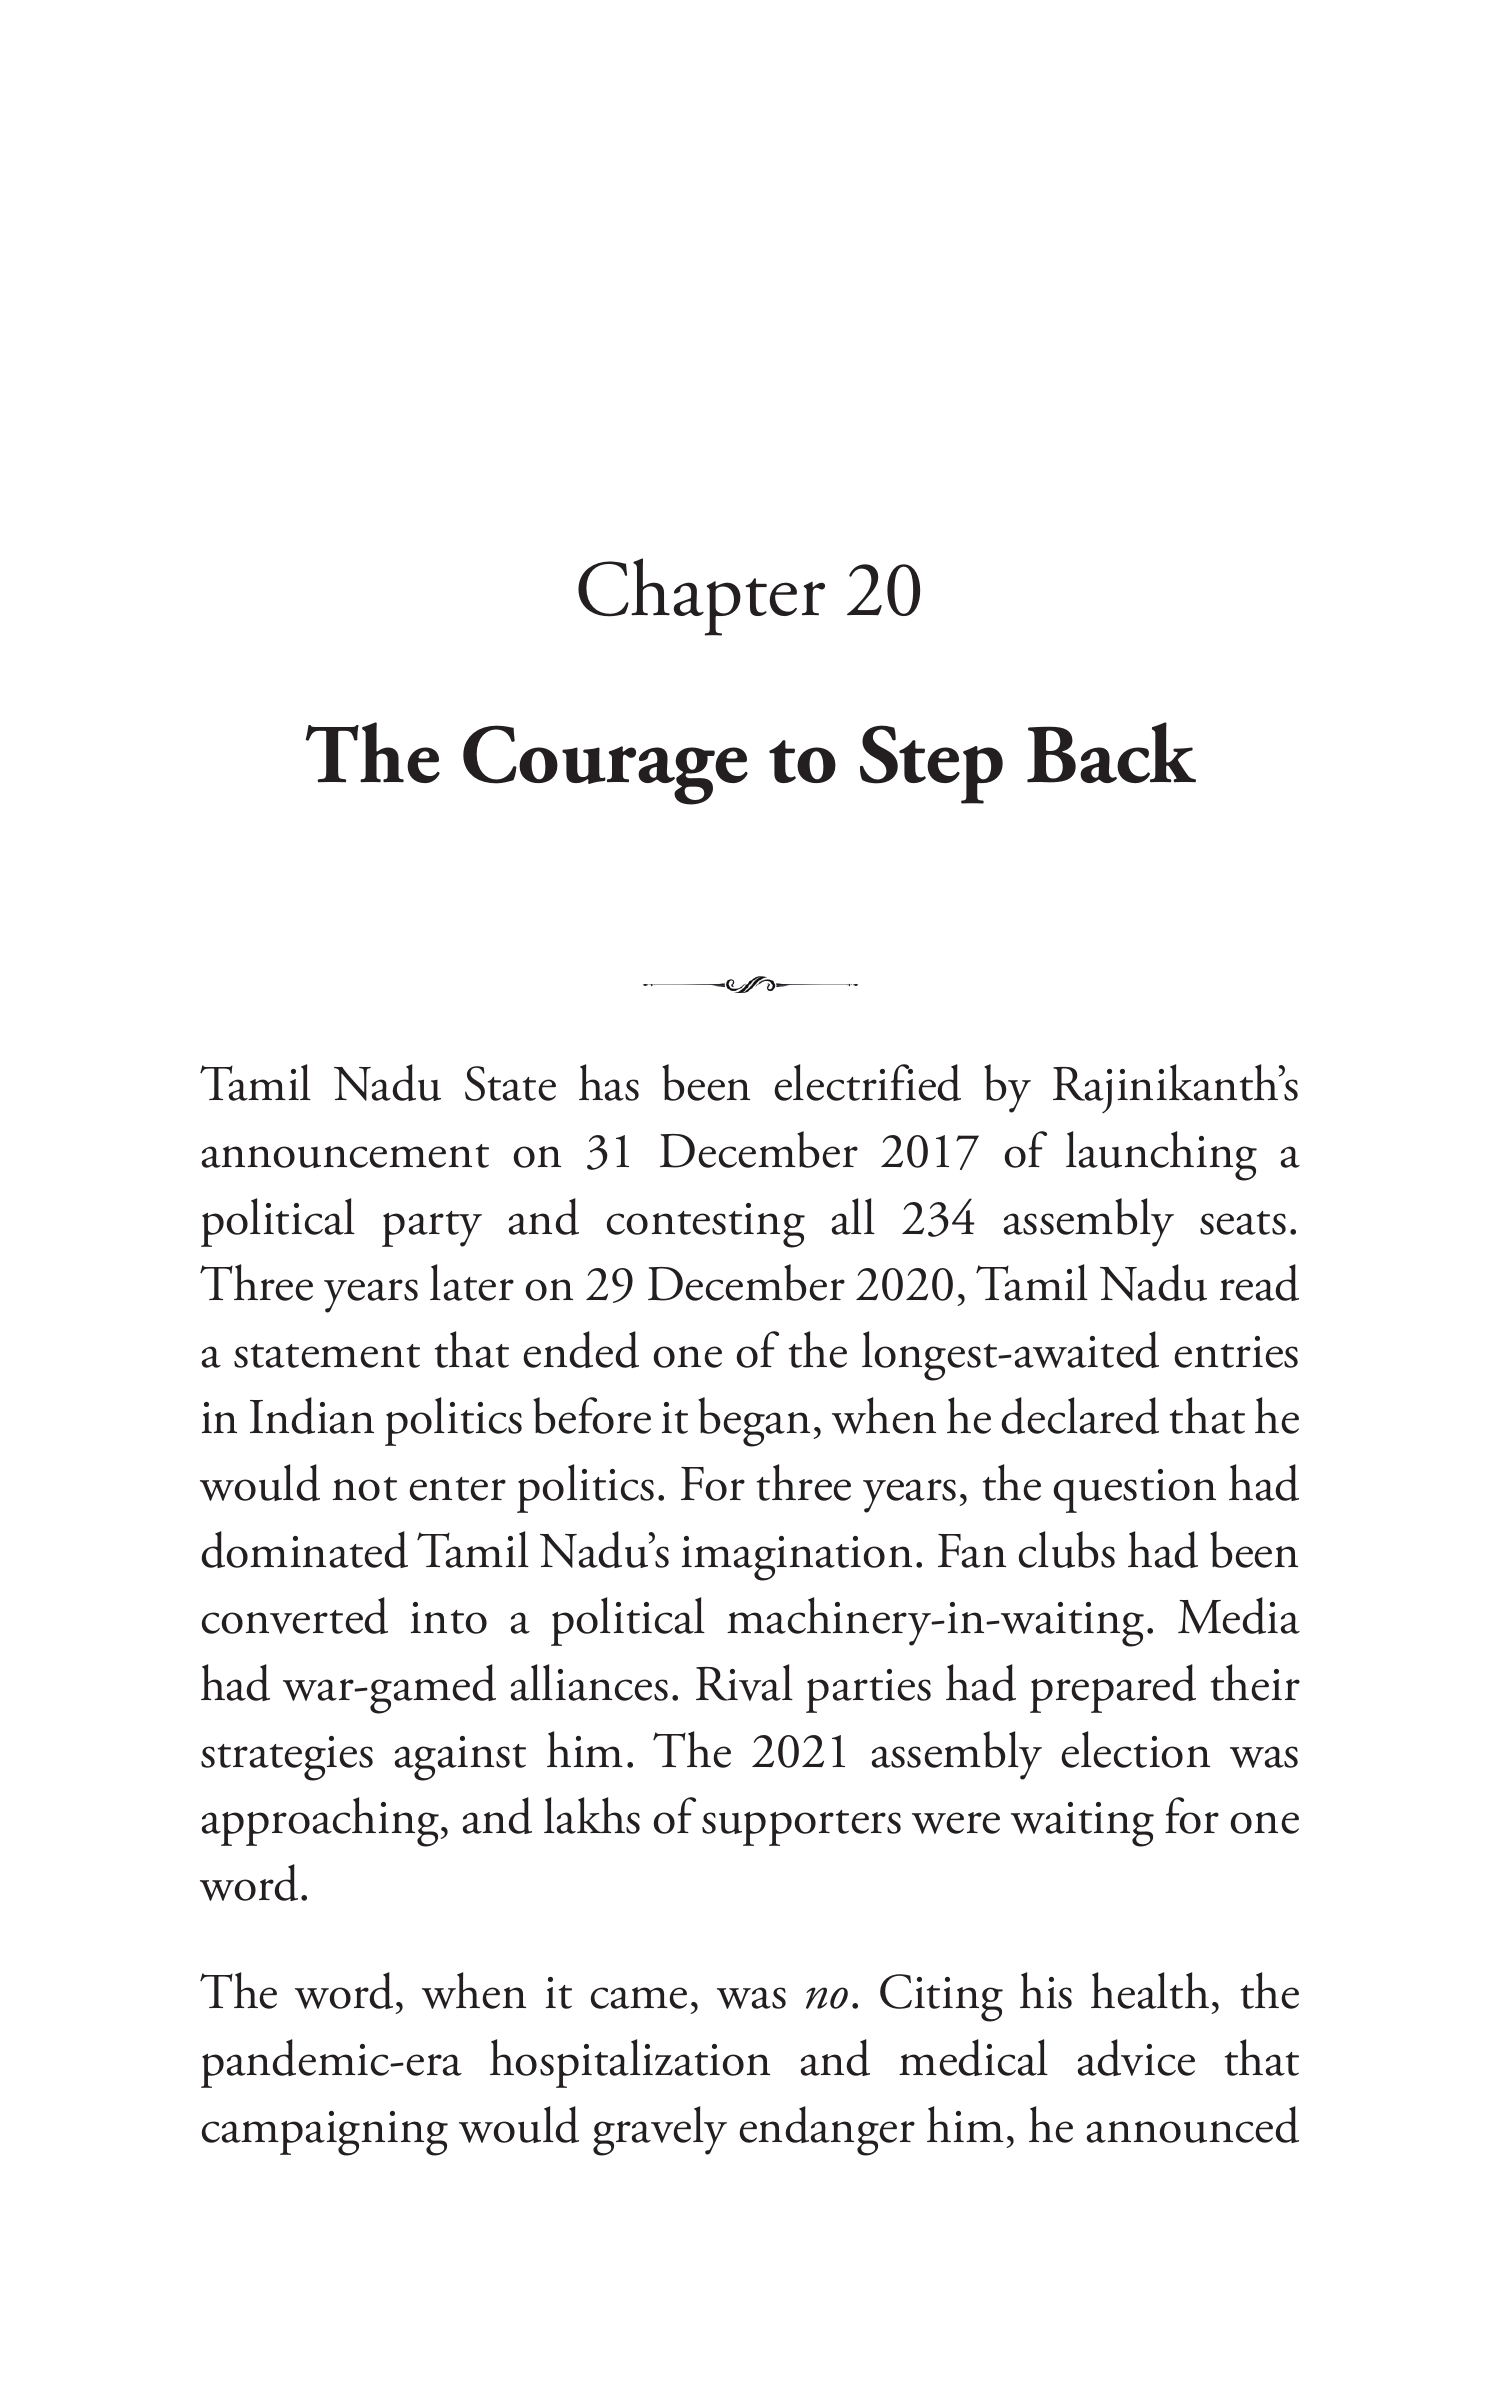 Chapter 20
The Courage to Step Back
Tamil Nadu State has been electrified by Rajinikanth’s
announcement on 31 December 2017 of launching a
political party and contesting all 234 assembly seats.
Three years later on 29 December 2020, Tamil Nadu read
a statement that ended one of the longest-awaited entries
in Indian politics before it began, when he declared that he
would not enter politics. For three years, the question had
dominated Tamil Nadu’s imagination. Fan clubs had been
converted into a political machinery-in-waiting. Media
had war-gamed alliances. Rival parties had prepared their
strategies against him. The 2021 assembly election was
approaching, and lakhs of supporters were waiting for one
word.
The word, when it came, was no. Citing his health, the
pandemic-era hospitalization and medical advice that
campaigning would gravely endanger him, he announced